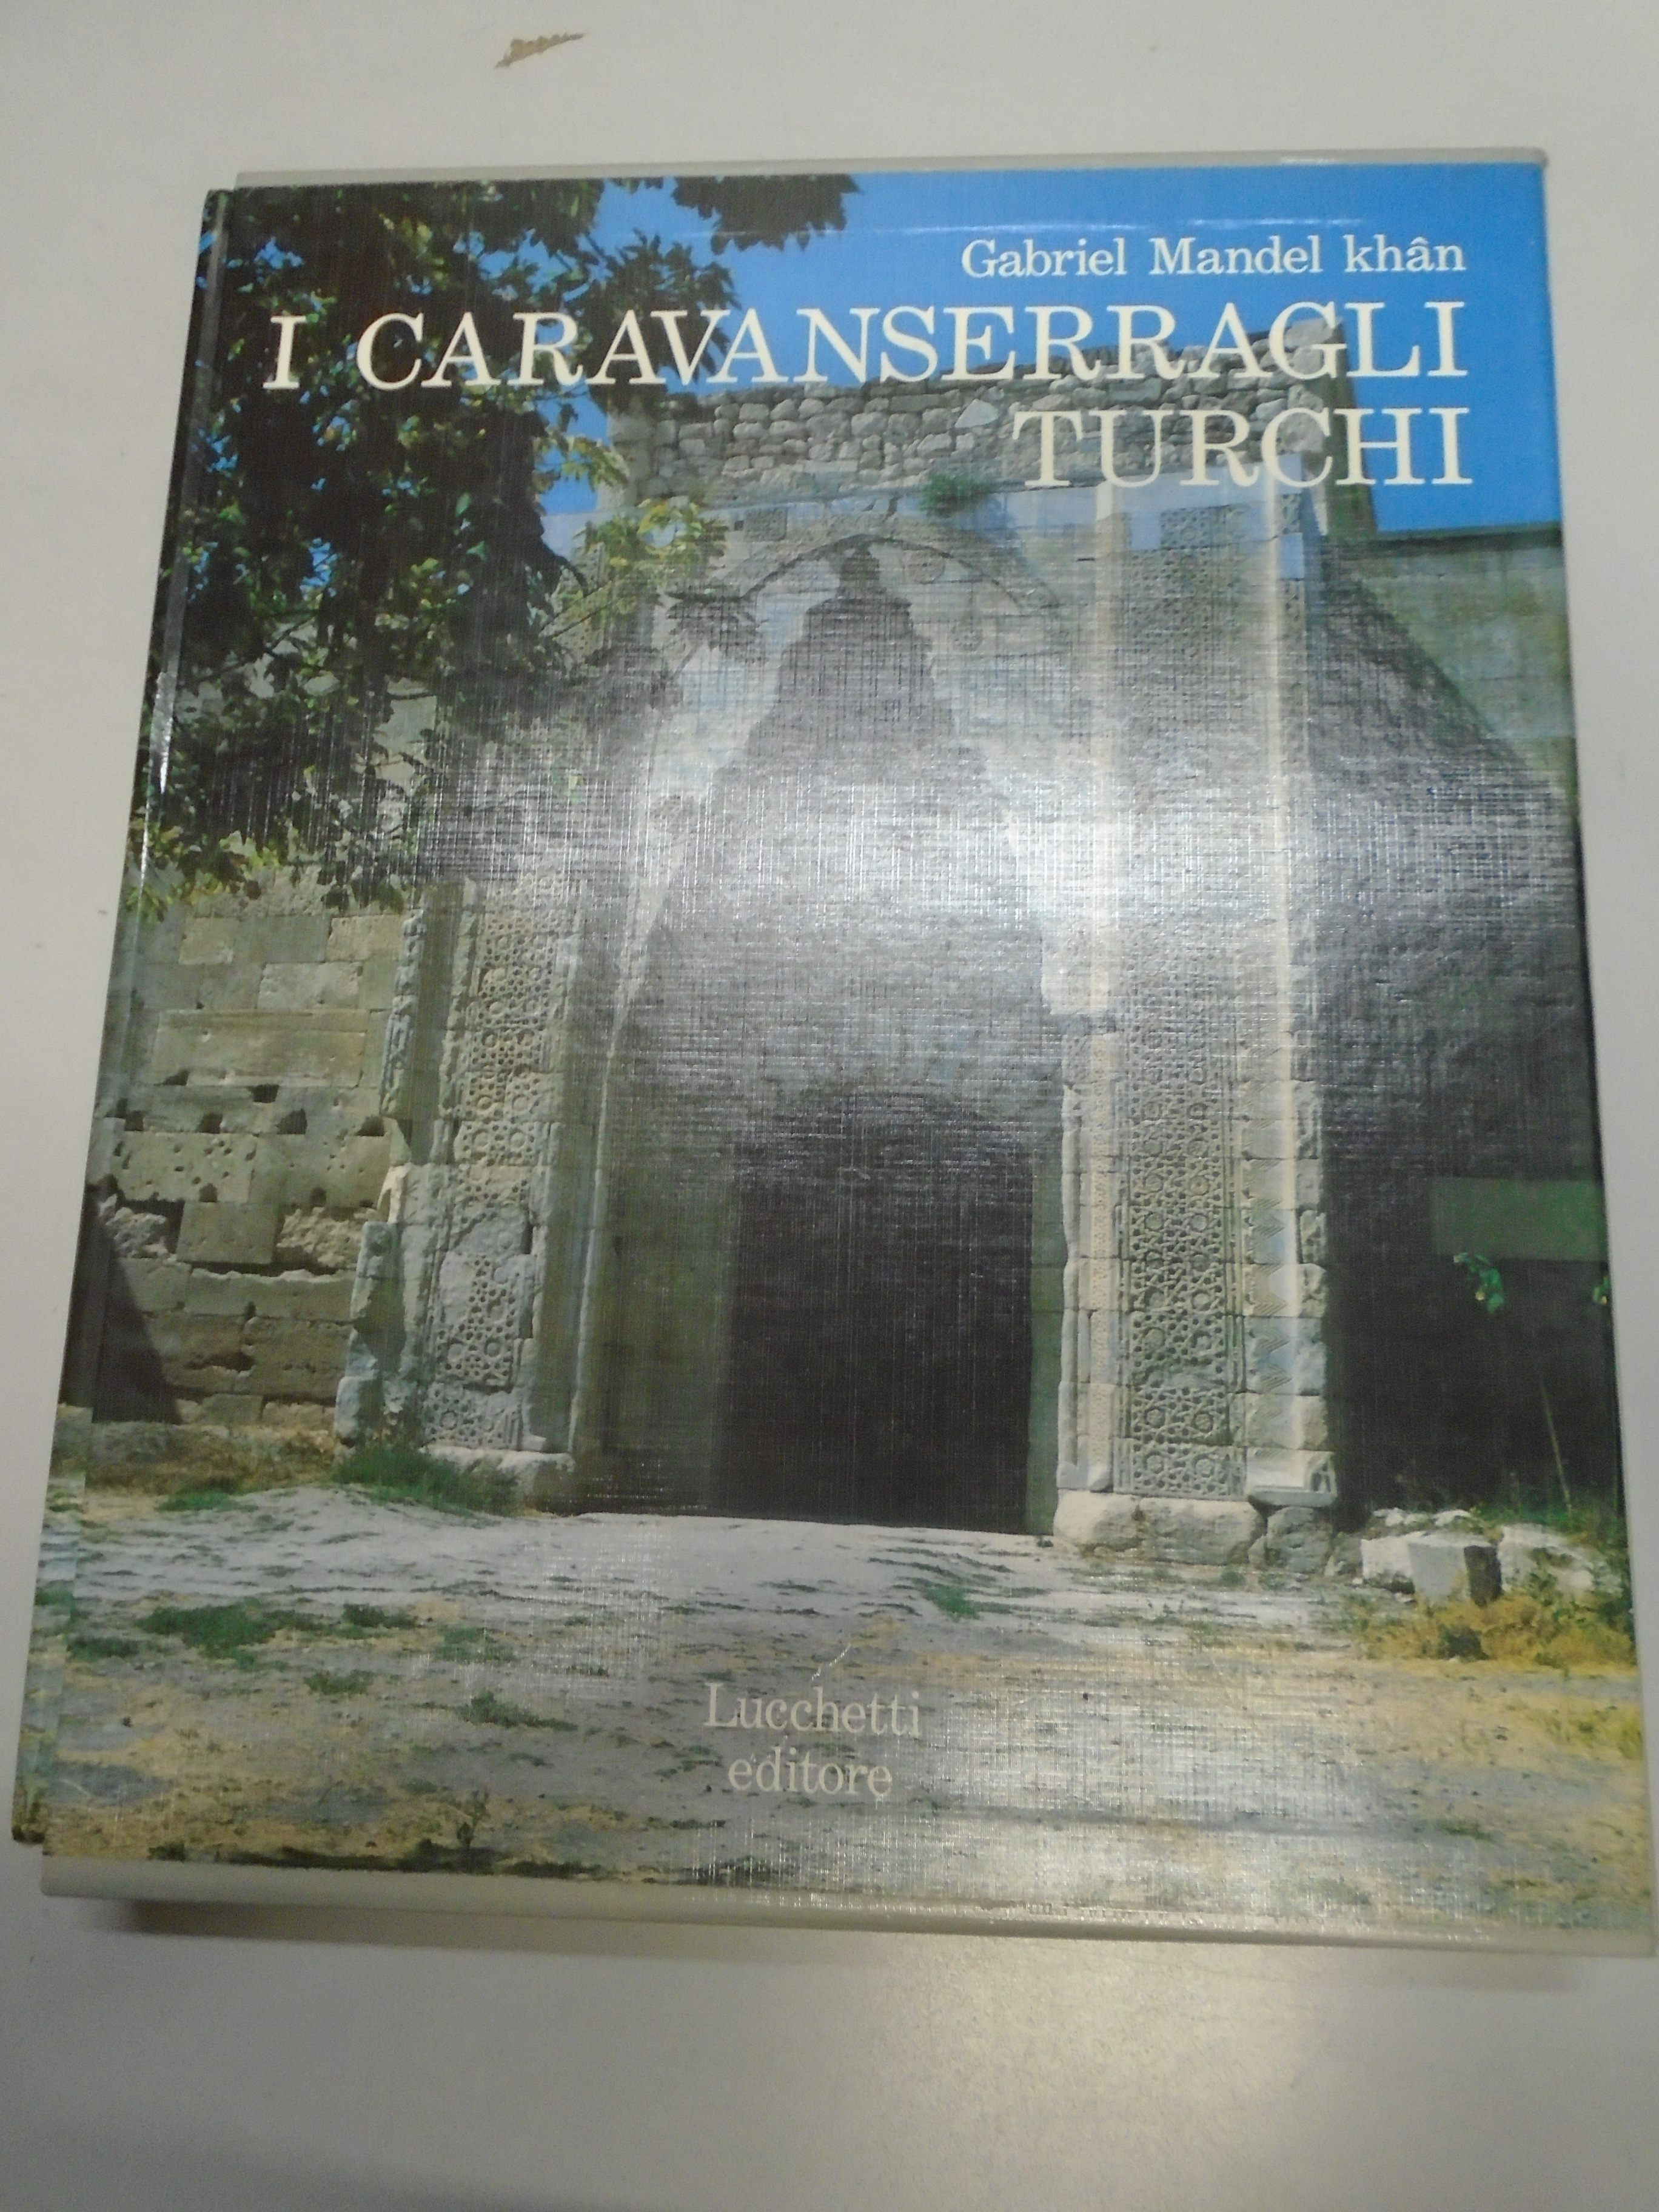 Gabriel Mandel khân
I CARAVANSERRAGLI
TURCHI
Lucchetti
editore